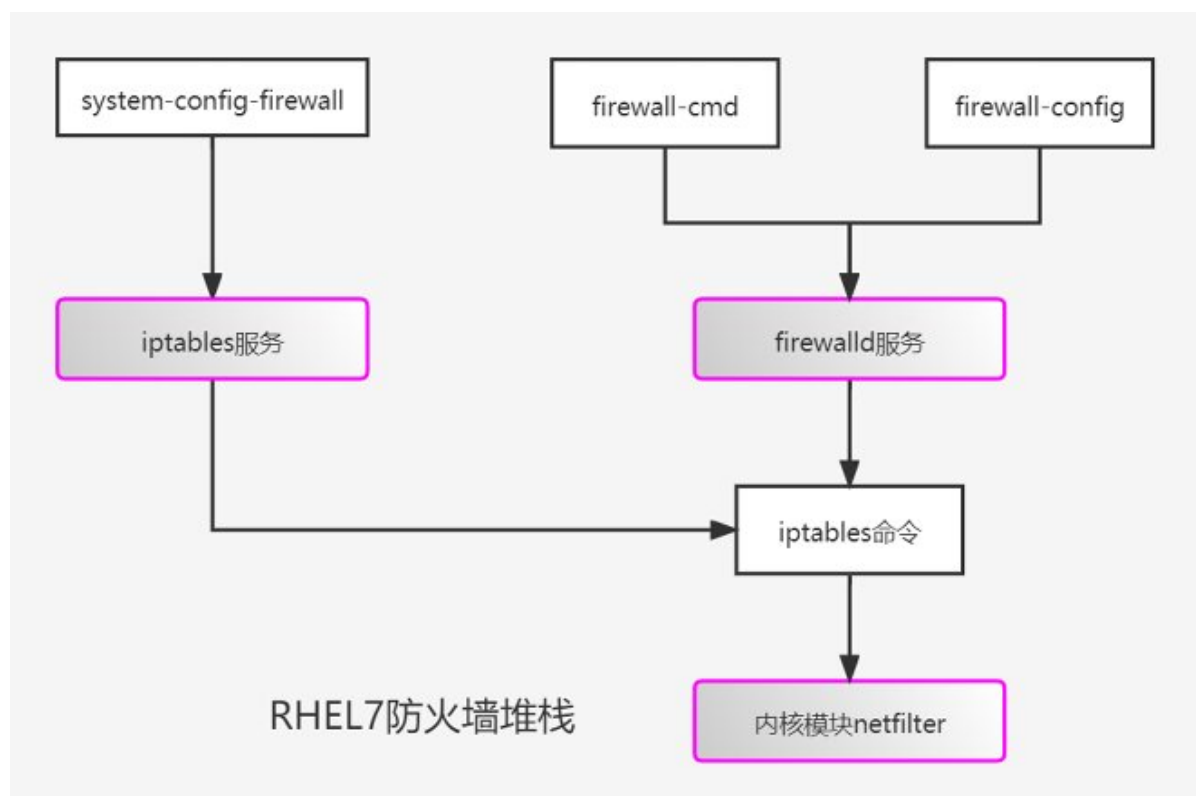 system-config-firewall
firewall-cmd
firewall-config
iptables服务
firewalld服务
iptables命令
RHEL7防火墙堆栈
内核模块netfilter